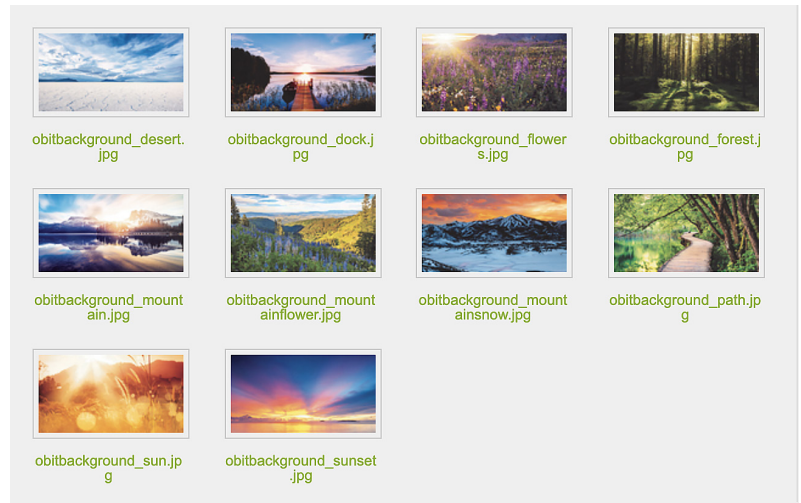 obitbackground_desert.
jpg
obitbackground_dock.j
pg
obitbackground_flower
s.jpg
obitbackground_forest.j
pg
obitbackground_mount
ain.jpg
obitbackground_mount
ainflower.jpg
obitbackground_mount
ainsnow.jpg
obitbackground_path.jp
g
obitbackground_sun.jp
g
obitbackground_sunset
.jpg